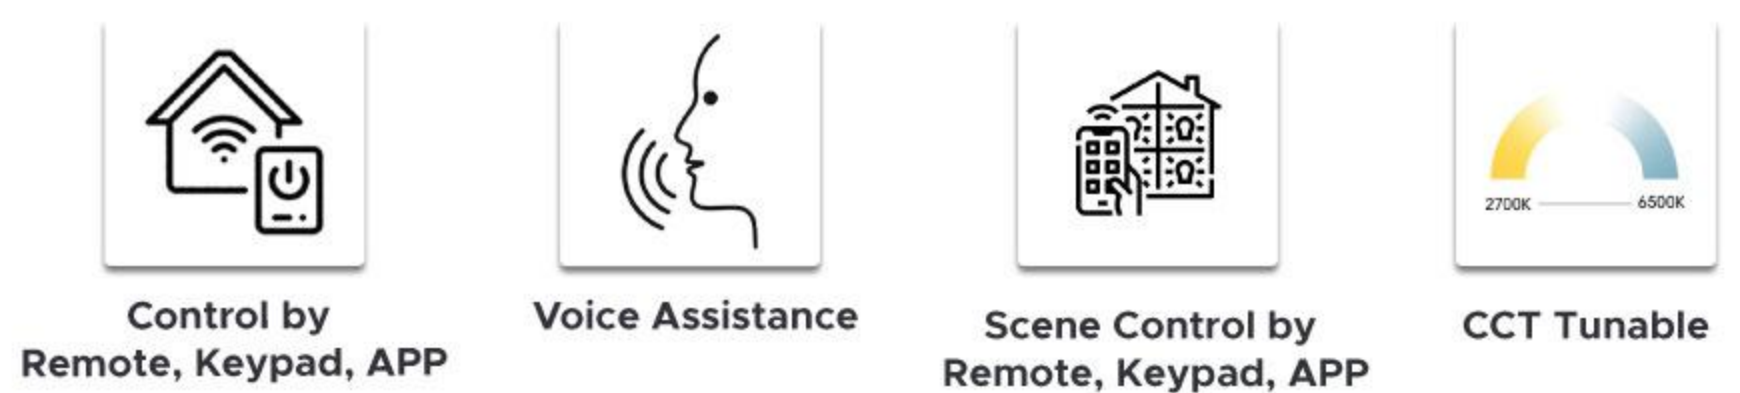 2700K
6500K
Control by
Remote, Keypad, APP
Voice Assistance
Scene Control by
Remote, Keypad, APP
CCT Tunable